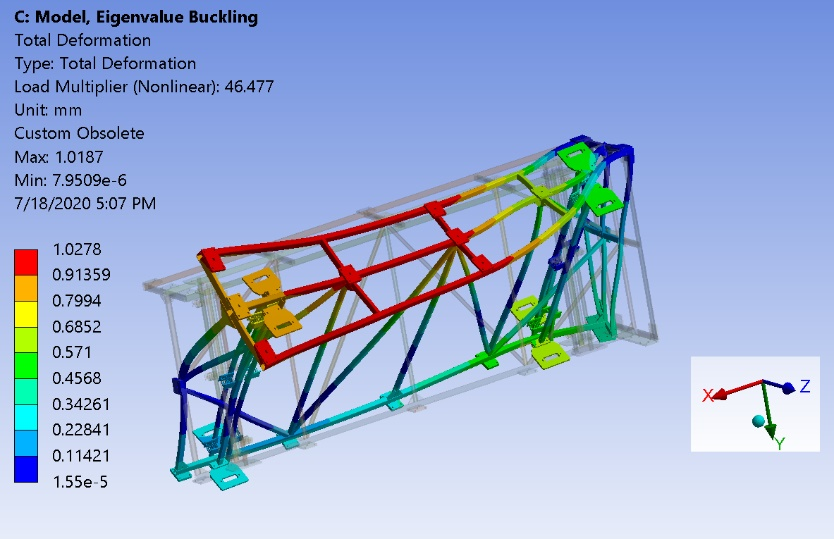 C: Model, Eigenvalue Buckling
Total Deformation
Type: Total Deformation
Load Multiplier (Nonlinear): 46.477
Unit: mm
Custom Obsolete
Max: 1.0187
Min: 7.9509e-6
7/18/2020 5:07 PM
1.0278
0.91359
0.7994
0.6852
0.571
0.4568
0.34261
0.22841
0.11421
1.55e-5
X
Z
Y